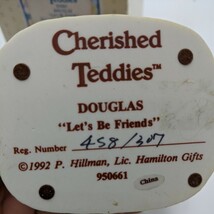 Cherished
Teddies™
DOUGLAS
"Let's Be Friends"
Reg. Number 458/307
©1992 P. Hillman, Lic. Hamilton Gifts
950661
China